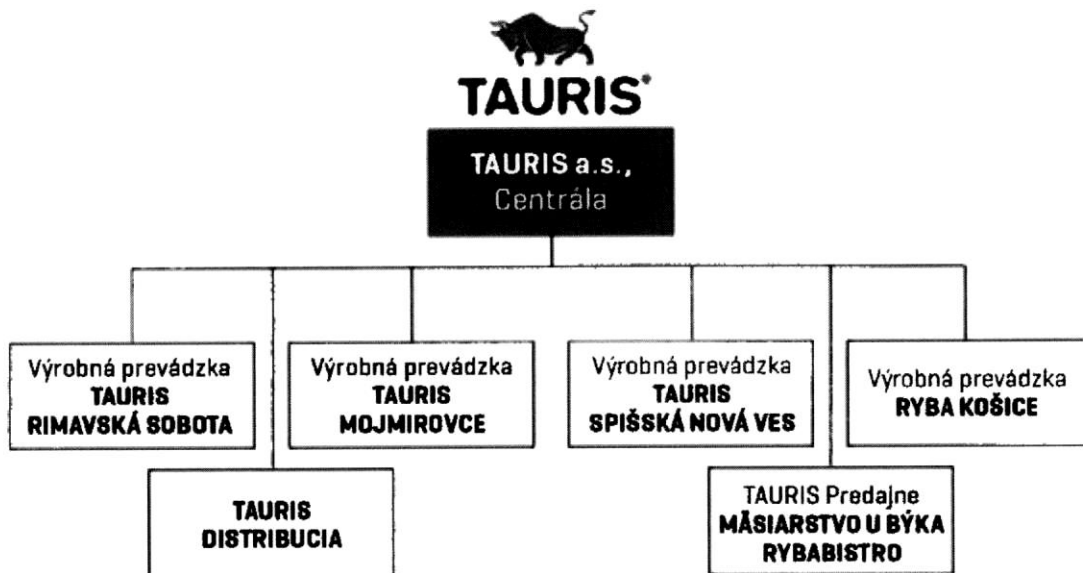 TAURIS®
TAURIS a.s.,
Centrála
Výrobná prevádzka
TAURIS
RIMAVSKÁ SOBOTA
Výrobná prevádzka
TAURIS
MOJMIROVCE
Výrobná prevádzka
TAURIS
SPIŠSKÁ NOVÁ VES
Výrobná prevádzka
RYBA KOŠICE
TAURIS
DISTRIBUCIA
TAURIS Predajne
MÄSIARSTVO U BÝKA
RYBABISTRO